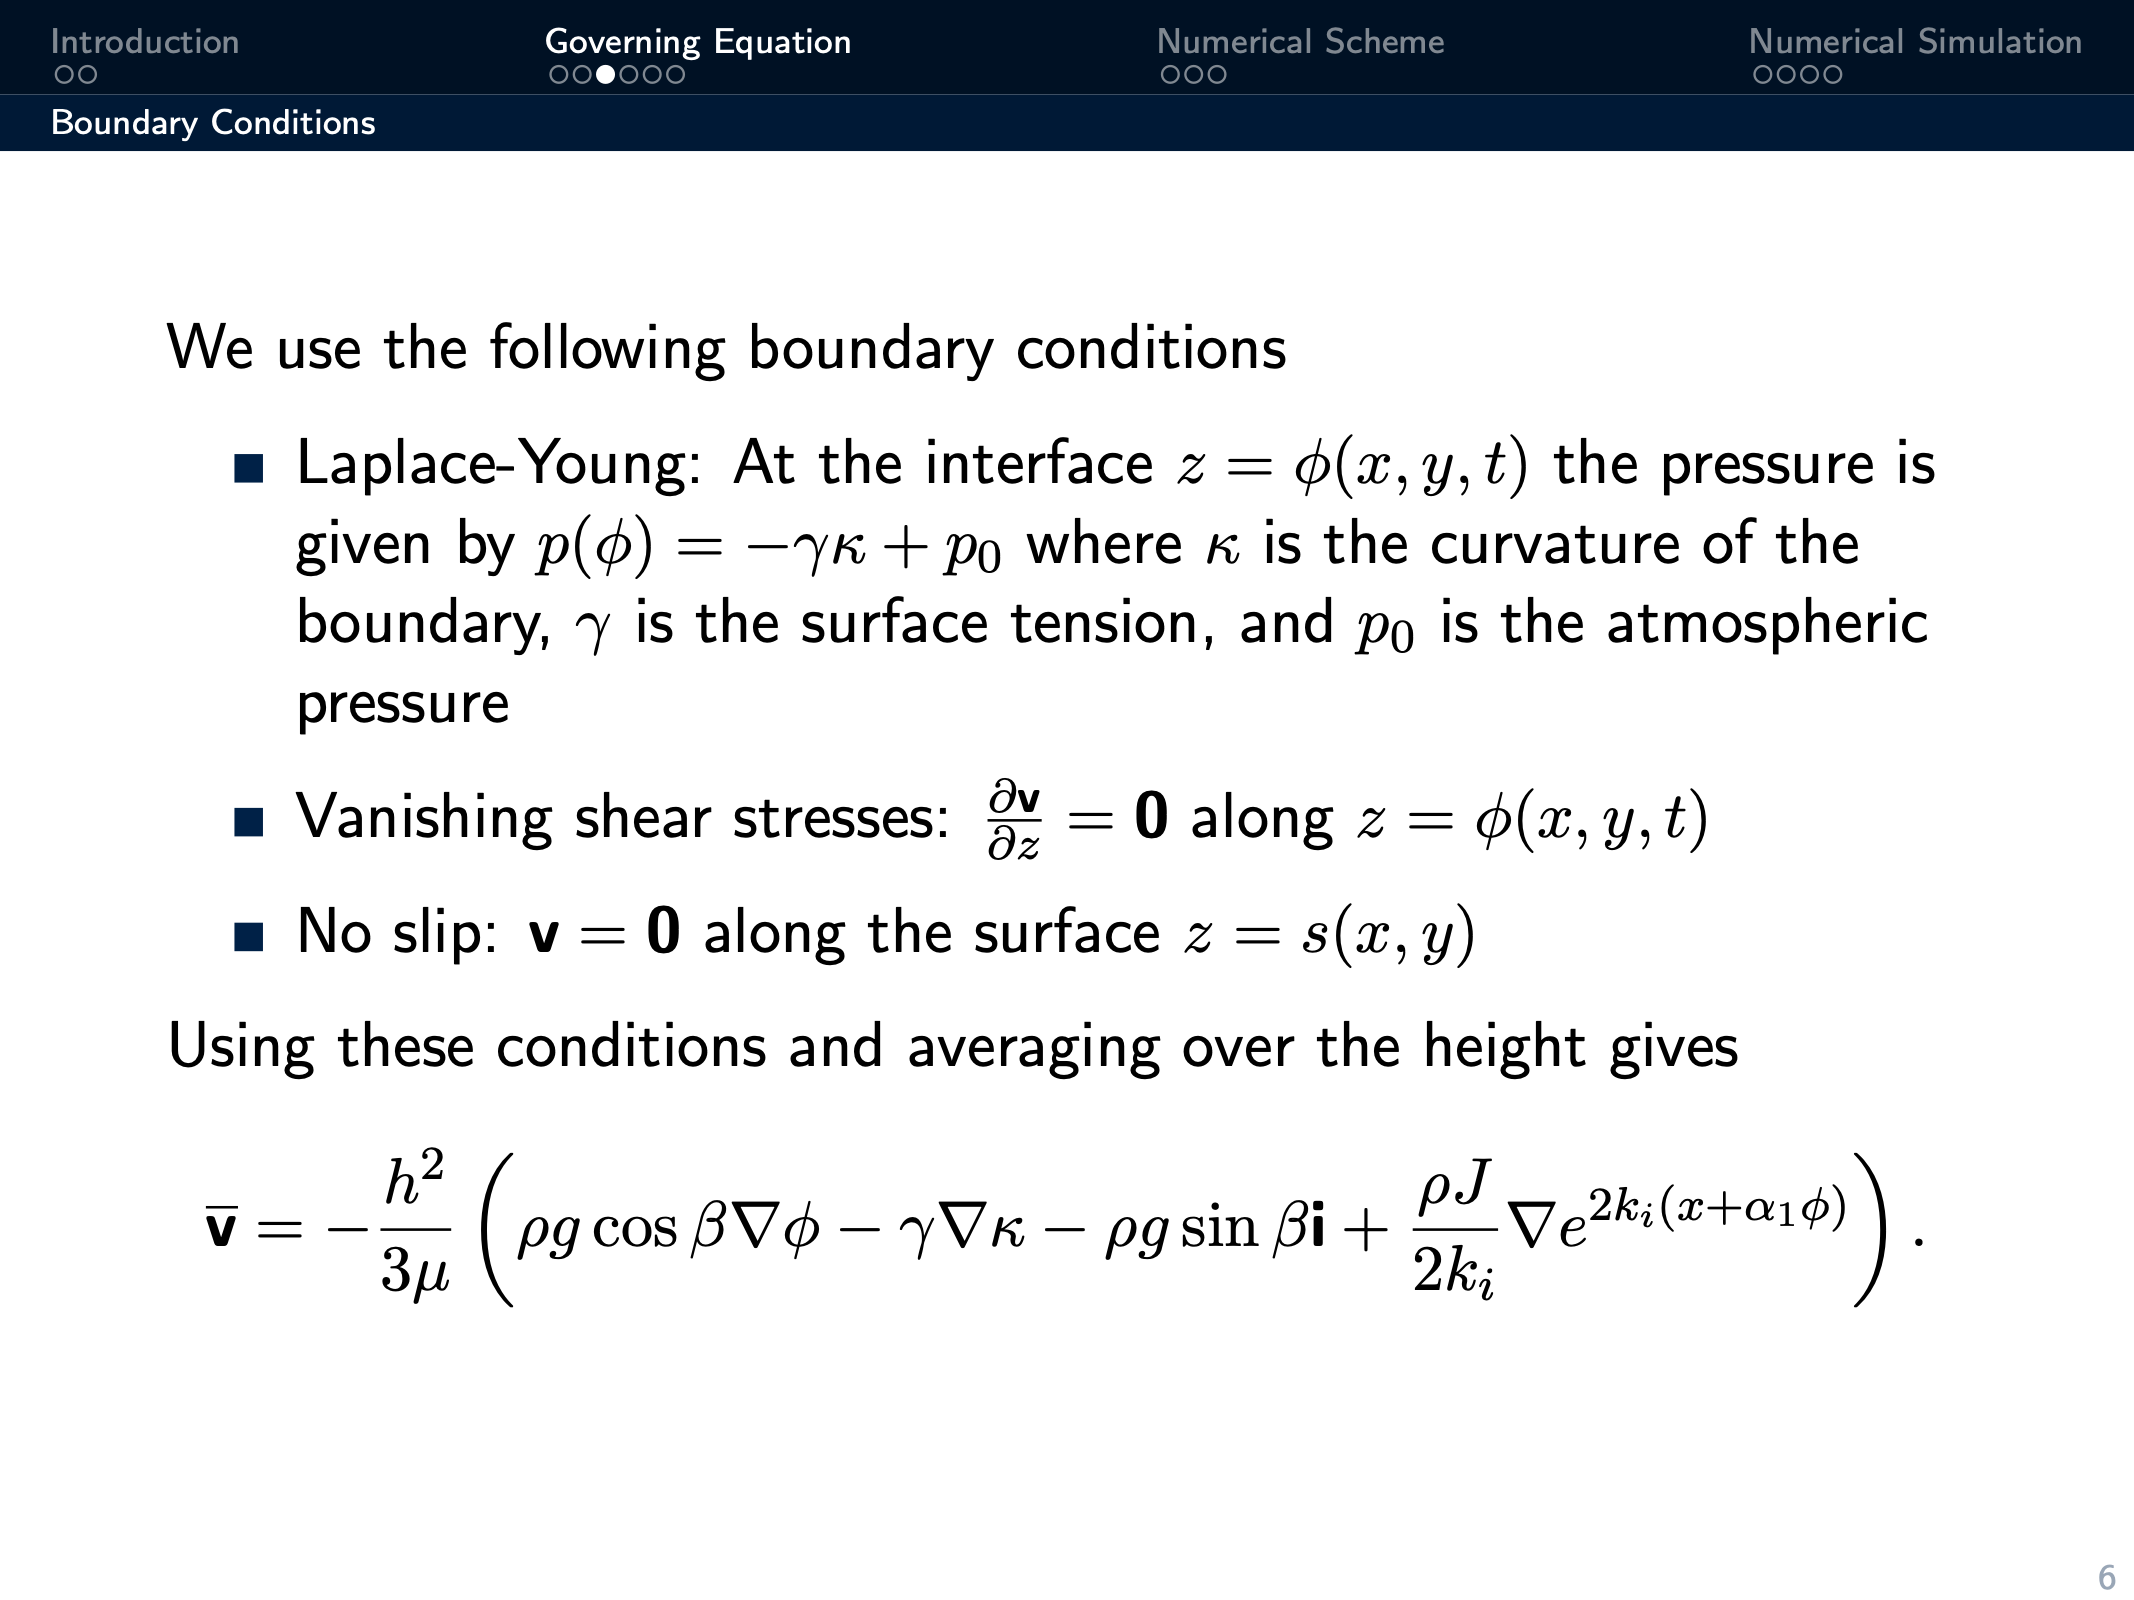 Introduction
Governing Equation
Numerical Scheme
Numerical Simulation
Boundary Conditions
We use the following boundary conditions
Laplace-Young: At the interface z = ϕ(x, y, t) the pressure is
given by p(ϕ) = −γκ + p₀ where κ is the curvature of the
boundary, γ is the surface tension, and p₀ is the atmospheric
pressure
Vanishing shear stresses: ∂v/∂z = 0 along z = ϕ(x, y, t)
No slip: v = 0 along the surface z = s(x, y)
Using these conditions and averaging over the height gives
v̅ = −h²/3μ (ρg cos β∇ϕ − γ∇κ − ρg sin βi + ρJ/2kᵢ ∇e^{2kᵢ(x+α₁ϕ)}).
6